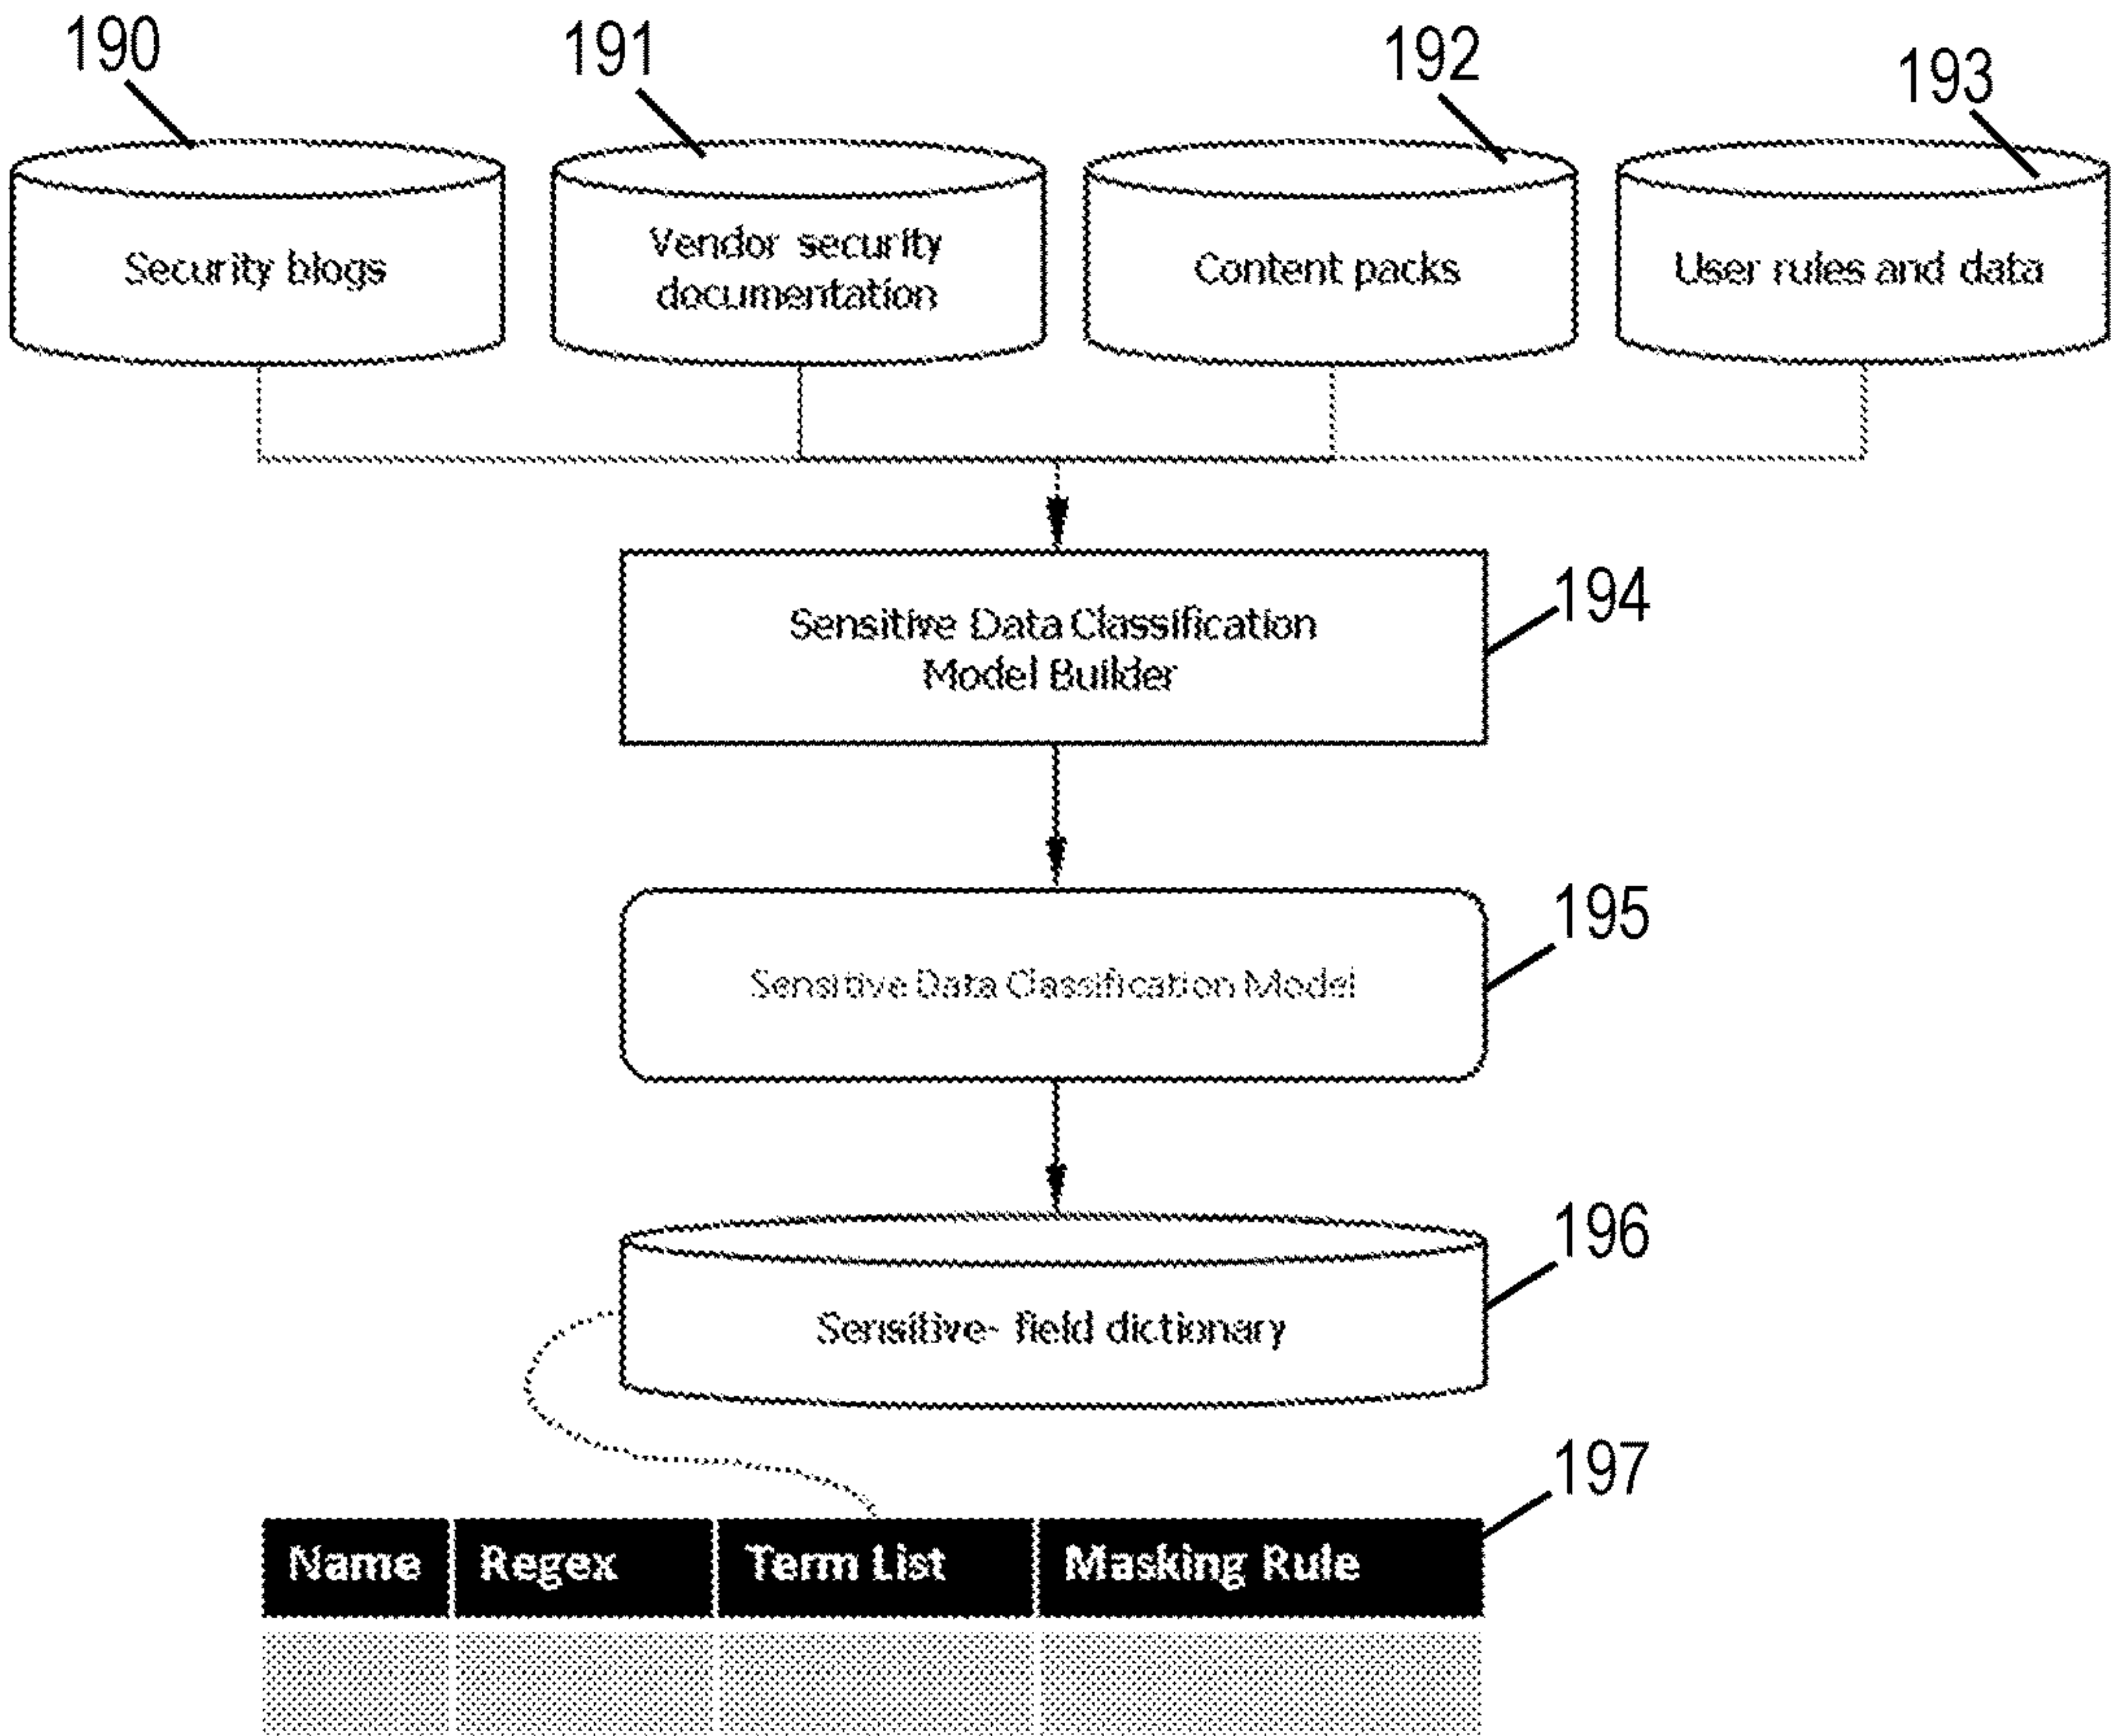 190
191
192
193
Security blogs
Vendor security
documentation
Content packs
User rules and data
Sensitive Data Classification
Model Builder
194
Sensitive Data Classification Model
195
Sensitive- field dictionary
196
197
Name Regex Term List Masking Rule